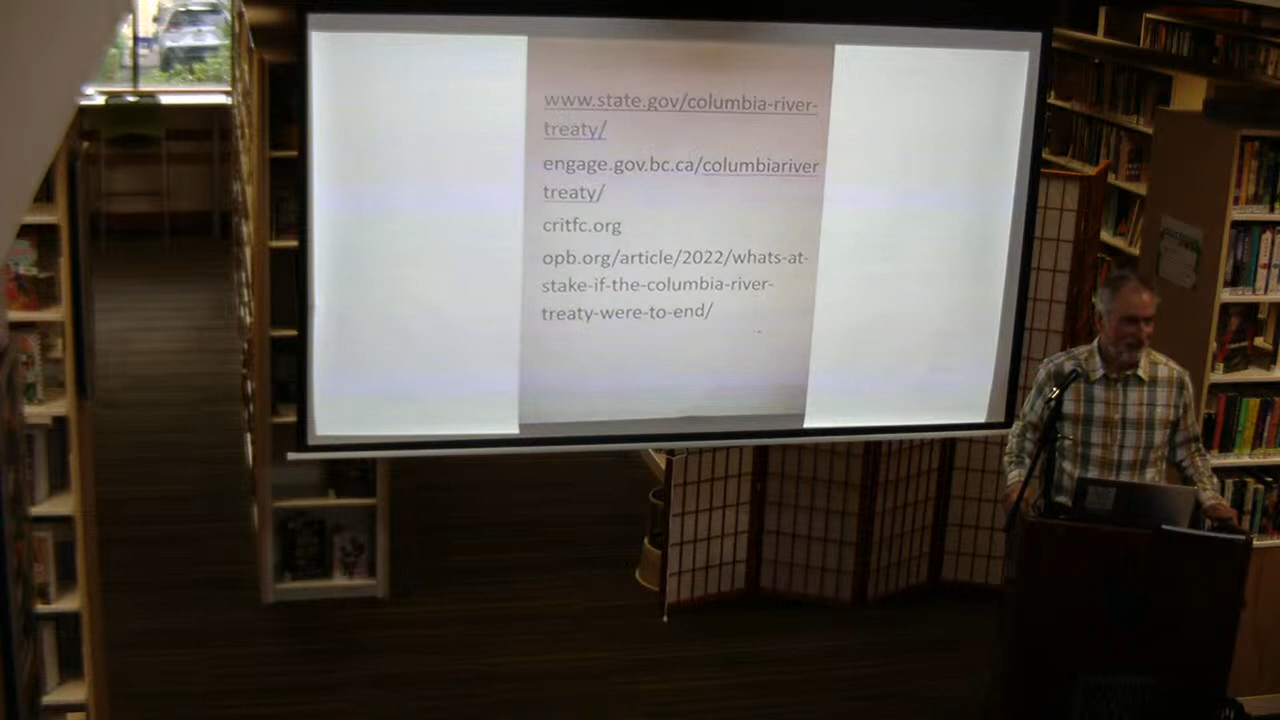 www.state.gov/columbia-river-
treaty/
engage.gov.bc.ca/columbiariver
treaty/
critfc.org
opb.org/article/2022/whats-at-
stake-if-the-columbia-river-
treaty-were-to-end/